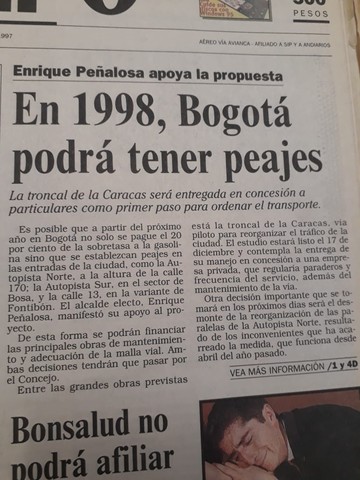 Windows 95
500
PESOS
1997
AÉREO VÍA AVIANCA - AFILIADO A SIP Y A ANDIARIOS
Enrique Peñalosa apoya la propuesta
En 1998, Bogotá
podrá tener peajes
La troncal de la Caracas será entregada en concesión a
particulares como primer paso para ordenar el transporte.
Es posible que a partir del próximo
año en Bogotá no solo se pague el 20
por ciento de la sobretasa a la gasoli-
na sino que se establezcan peajes en
las entradas de la ciudad, como la Au-
topista Norte, a la altura de la calle
170; la Autopista Sur, en el sector de
Bosa, y la calle 13, en la variante de
Fontibón. El alcalde electo, Enrique
Peñalosa, manifestó su apoyo al pro-
yecto.
De esta forma se podrán financiar
las principales obras de mantenimien-
to y adecuación de la malla vial. Am-
bas decisiones tendrán que pasar por
el Concejo.
Entre las grandes obras previstas
está la troncal de la Caracas, vía
piloto para reorganizar el tráfico de la
ciudad. El estudio estará listo el 17 de
diciembre y contempla la entrega de
su manejo en concesión a una empre-
sa privada, que regularía paraderos y
frecuencia del servicio, además del
mantenimiento de la vía.
Otra decisión importante que se to-
mará en los próximos días será el des-
monte de la reorganización de las pa-
ralelas de la Autopista Norte, resulta-
do de los inconvenientes que ha aca-
rreado la medida, que funciona desde
abril del año pasado.
VEA MÁS INFORMACIÓN /1 y 4D
Bonsalud no
podrá afiliar